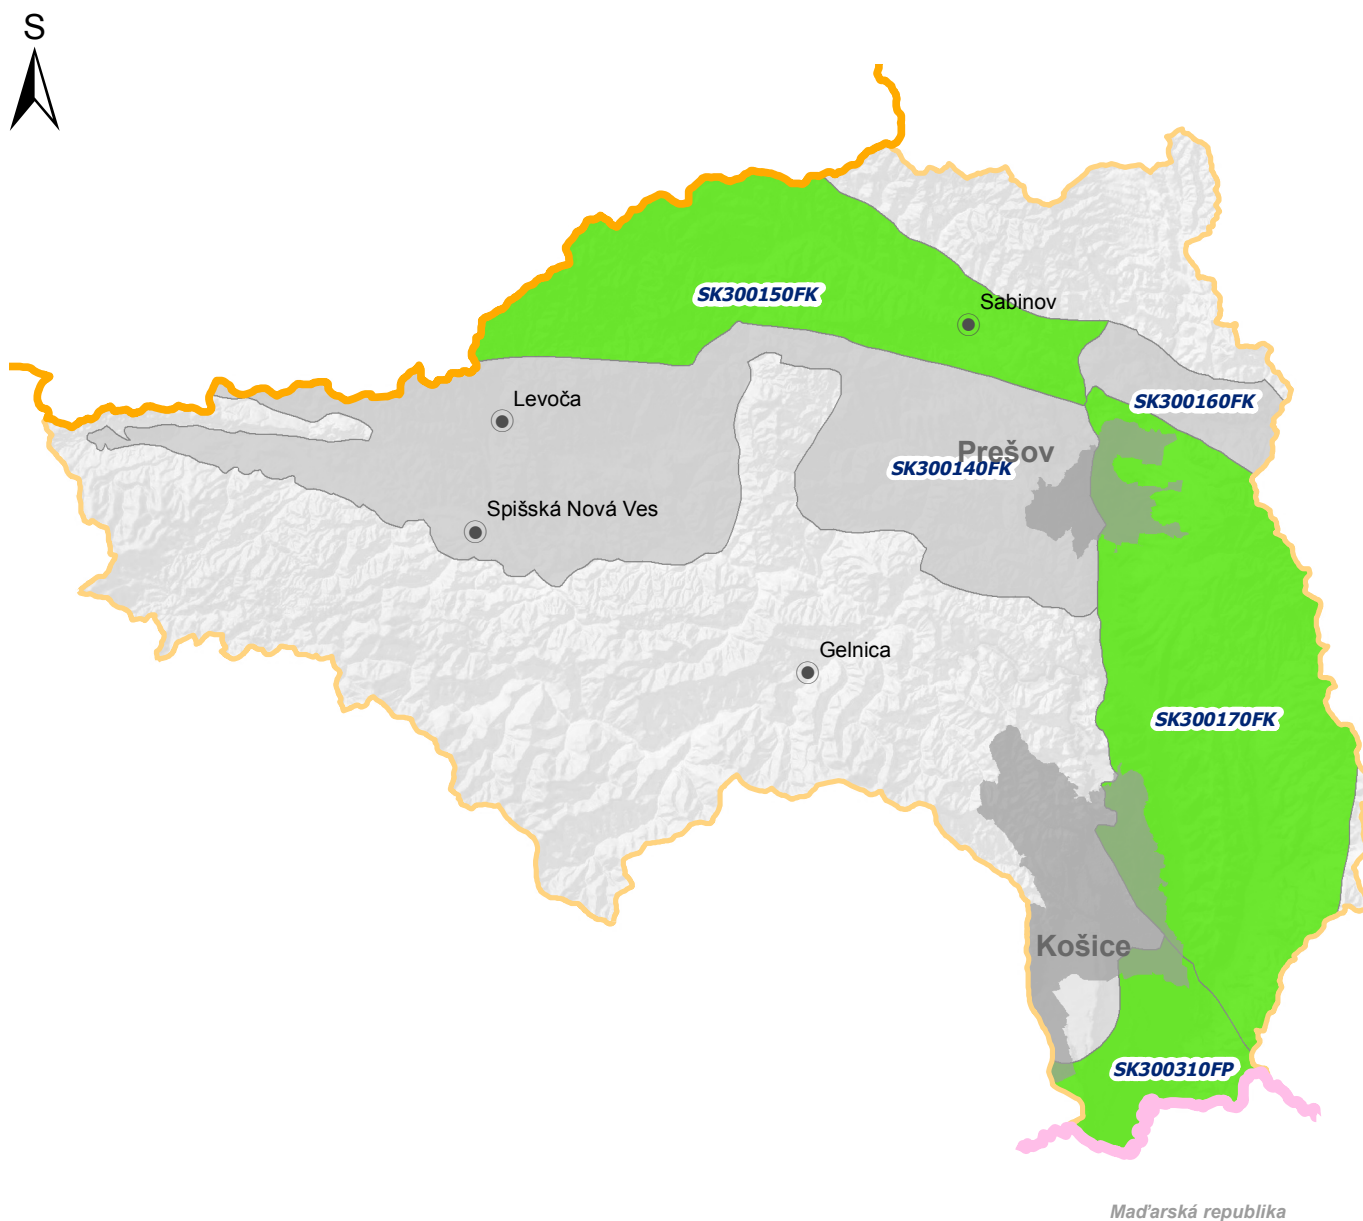 S
SK300150FK
Sabinov
Levoča
SK300160FK
Prešov
SK300140FK
Spišská Nová Ves
Gelnica
SK300170FK
Košice
SK300310FP
Maďarská republika